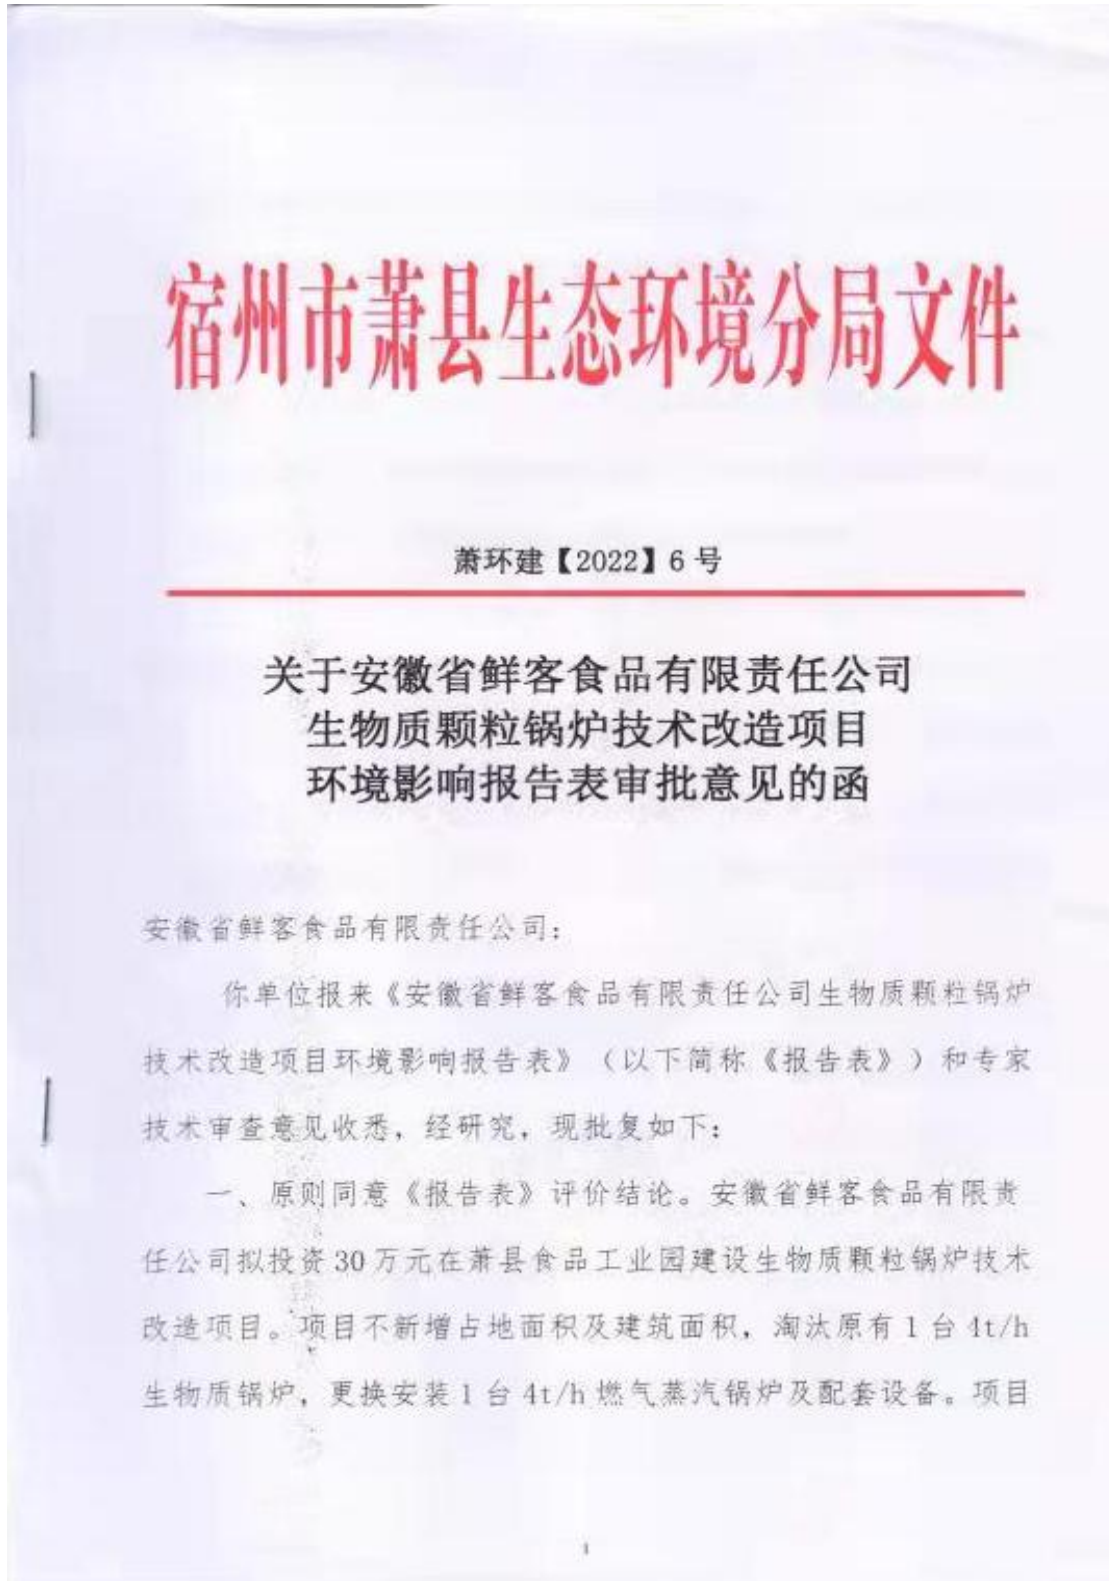 宿州市萧县生态环境分局文件
萧环建【2022】6号
关于安徽省鲜客食品有限责任公司
生物质颗粒锅炉技术改造项目
环境影响报告表审批意见的函
安徽省鲜客食品有限责任公司：
你单位报来《安徽省鲜客食品有限责任公司生物质颗粒锅炉
技术改造项目环境影响报告表》（以下简称《报告表》）和专家
技术审查意见收悉，经研究，现批复如下：
一、原则同意《报告表》评价结论。安徽省鲜客食品有限责
任公司拟投资30万元在萧县食品工业园建设生物质颗粒锅炉技术
改造项目。项目不新增占地面积及建筑面积，淘汰原有1台4t/h
生物质锅炉，更换安装1台4t/h燃气蒸汽锅炉及配套设备。项目
1